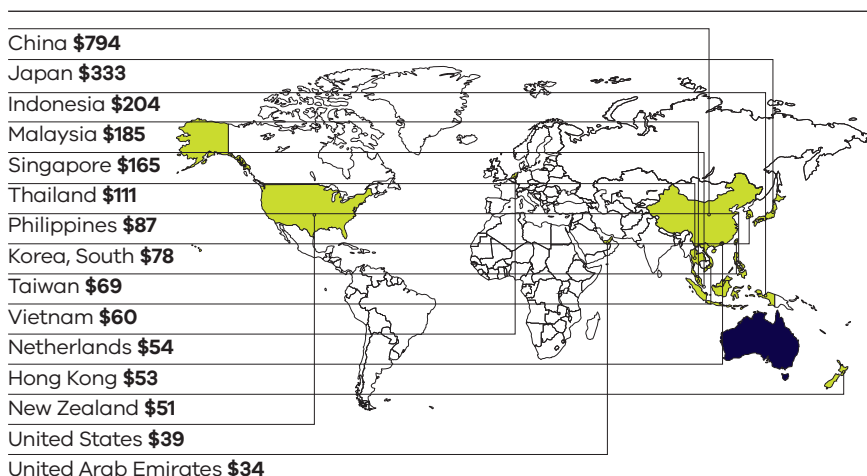 China $794
Japan $333
Indonesia $204
Malaysia $185
Singapore $165
Thailand $111
Philippines $87
Korea, South $78
Taiwan $69
Vietnam $60
Netherlands $54
Hong Kong $53
New Zealand $51
United States $39
United Arab Emirates $34